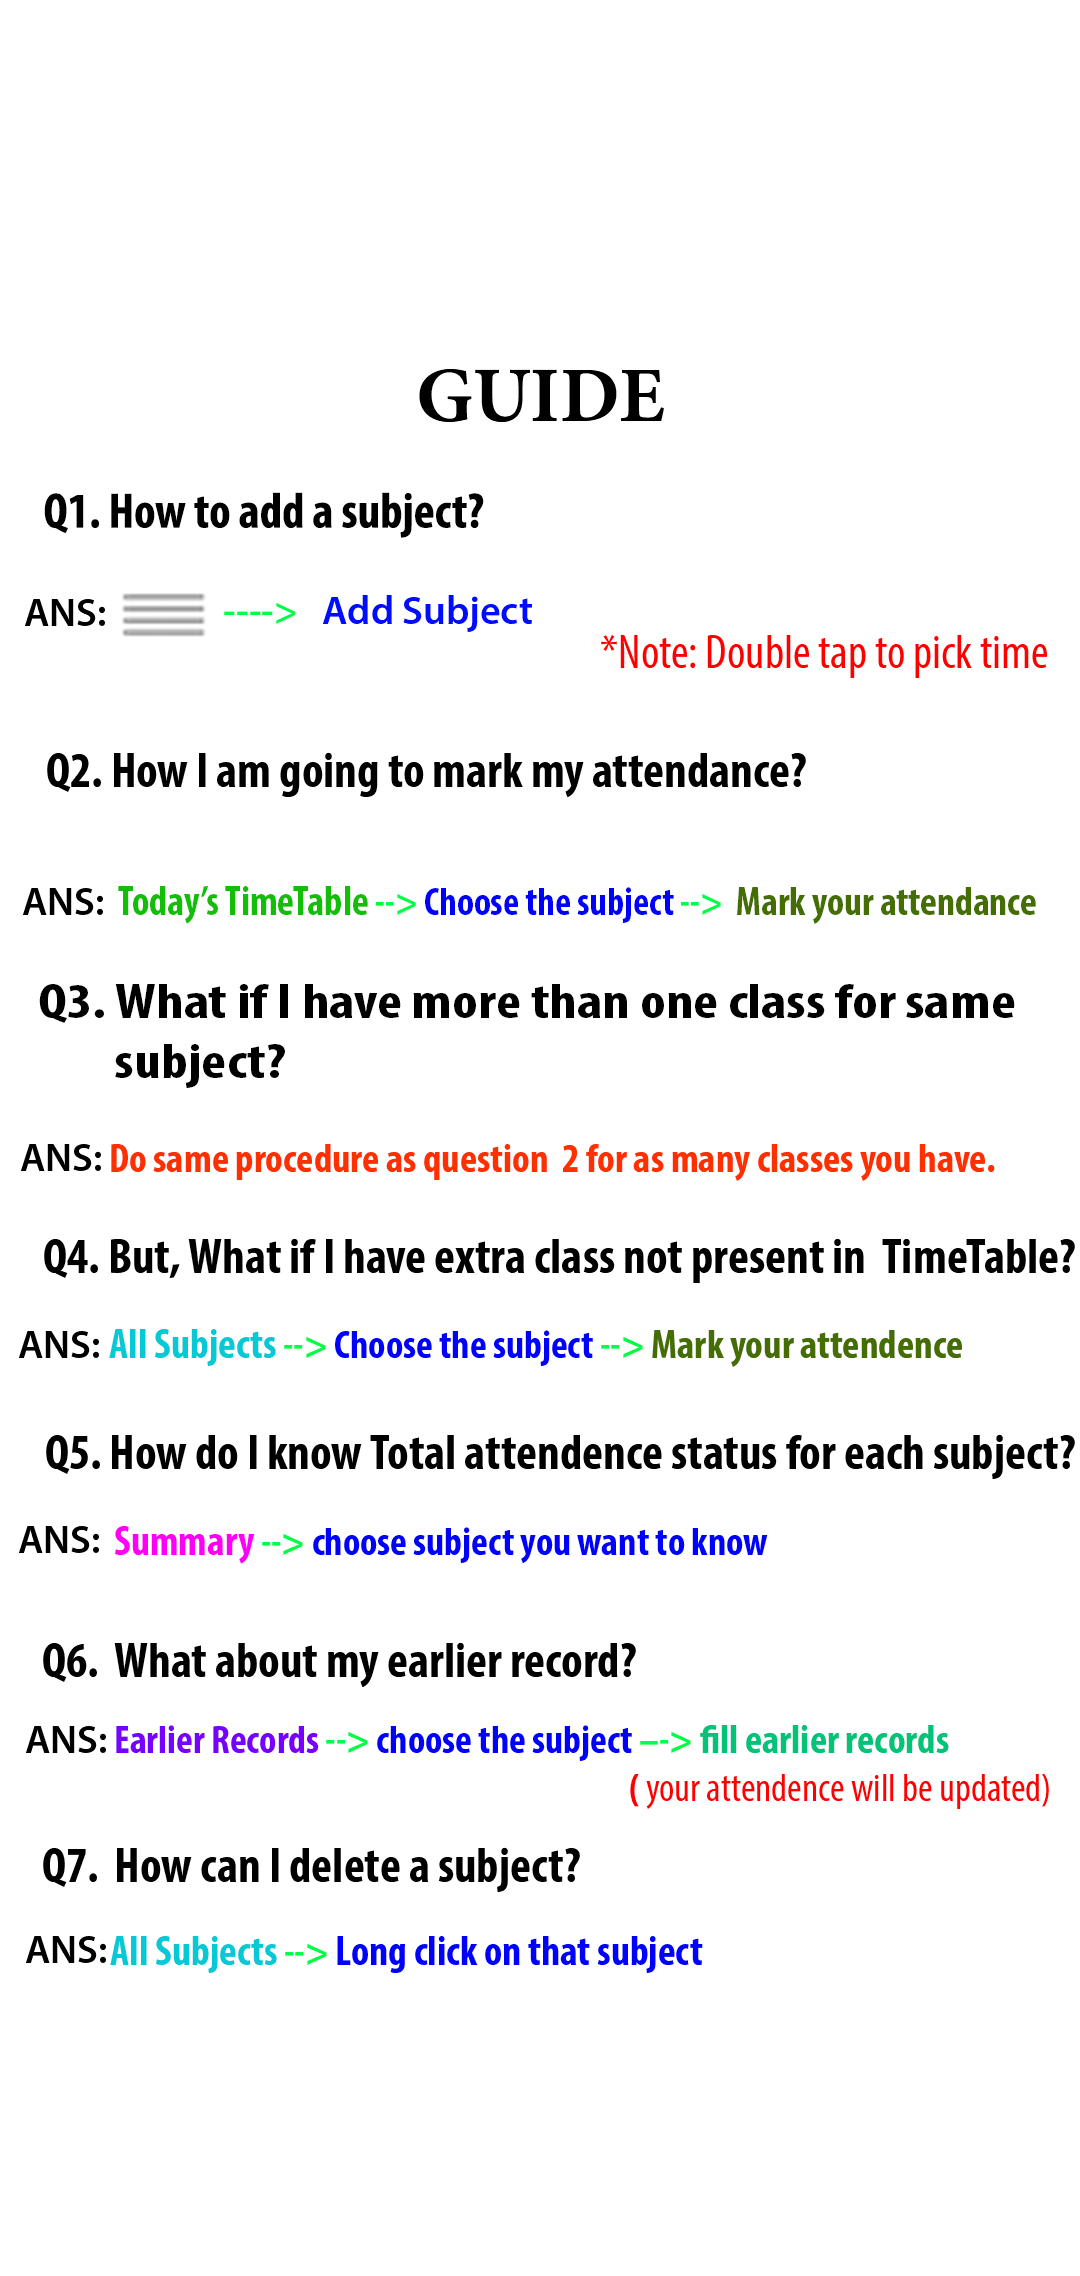 GUIDE
Q1. How to add a subject?
ANS: ----> Add Subject
*Note: Double tap to pick time
Q2. How I am going to mark my attendance?
ANS: Today’s TimeTable --> Choose the subject --> Mark your attendance
Q3. What if I have more than one class for same
subject?
ANS: Do same procedure as question 2 for as many classes you have.
Q4. But, What if I have extra class not present in TimeTable?
ANS: All Subjects --> Choose the subject --> Mark your attendence
Q5. How do I know Total attendence status for each subject?
ANS: Summary --> choose subject you want to know
Q6. What about my earlier record?
ANS: Earlier Records --> choose the subject –-> fill earlier records
( your attendence will be updated)
Q7. How can I delete a subject?
ANS: All Subjects --> Long click on that subject